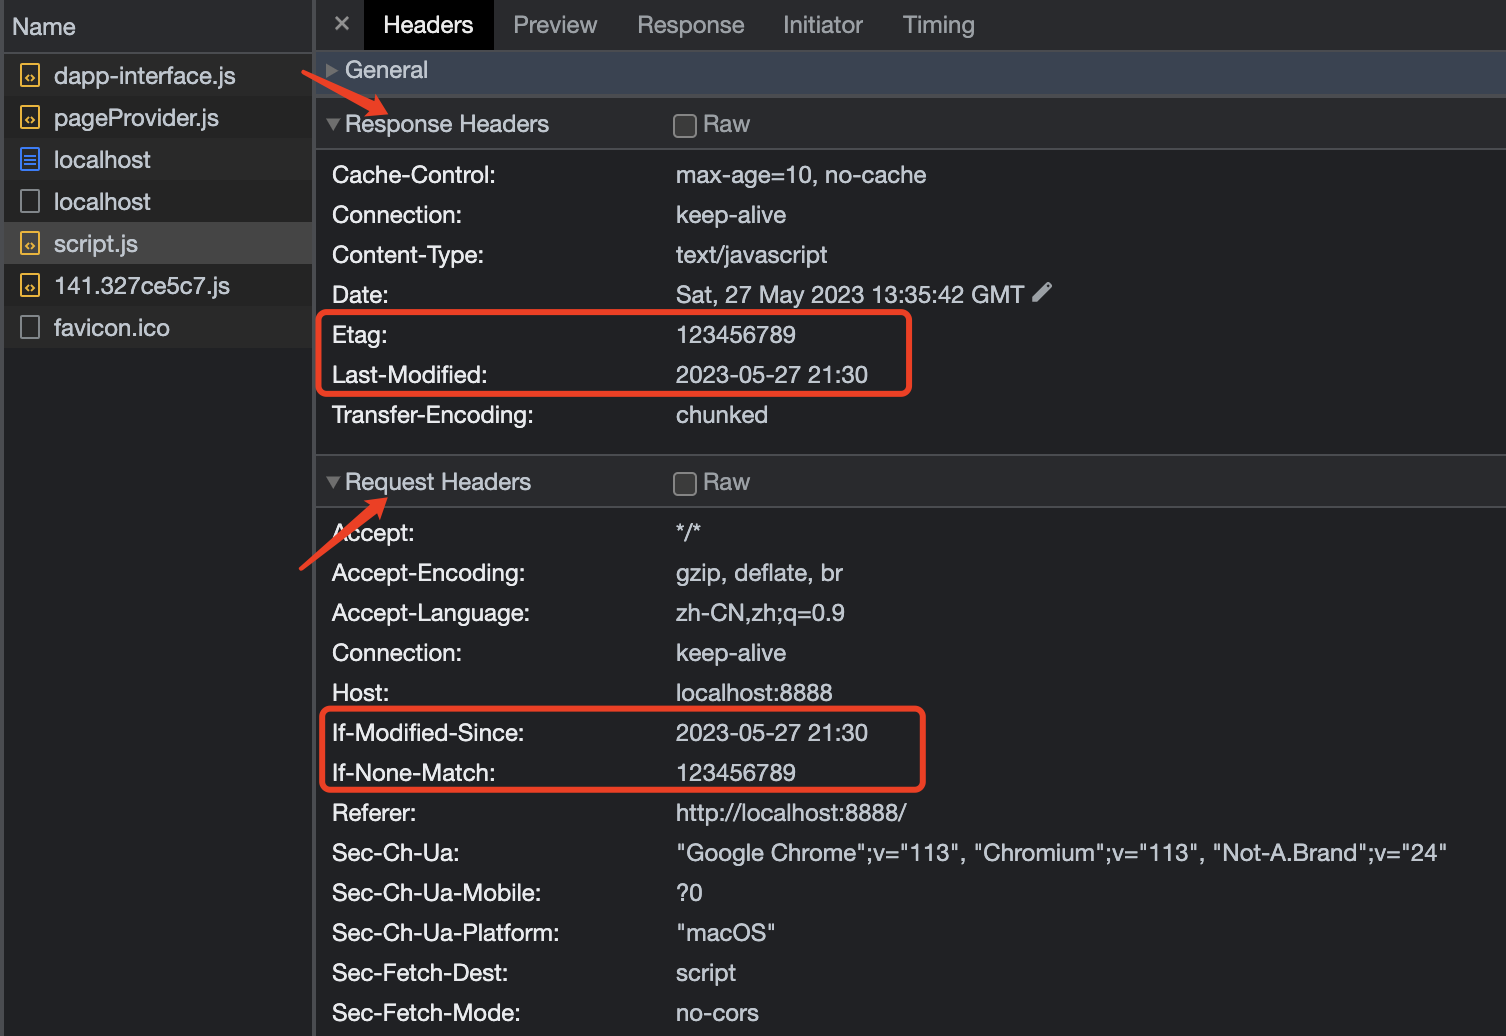 Name
dapp-interface.js
pageProvider.js
localhost
localhost
script.js
141.327ce5c7.js
favicon.ico
× Headers Preview Response Initiator Timing
General
Response Headers Raw
Cache-Control: max-age=10, no-cache
Connection: keep-alive
Content-Type: text/javascript
Date: Sat, 27 May 2023 13:35:42 GMT
Etag: 123456789
Last-Modified: 2023-05-27 21:30
Transfer-Encoding: chunked
Request Headers Raw
Accept: */*
Accept-Encoding: gzip, deflate, br
Accept-Language: zh-CN,zh;q=0.9
Connection: keep-alive
Host: localhost:8888
If-Modified-Since: 2023-05-27 21:30
If-None-Match: 123456789
Referer: http://localhost:8888/
Sec-Ch-Ua: "Google Chrome";v="113", "Chromium";v="113", "Not-A.Brand";v="24"
Sec-Ch-Ua-Mobile: ?0
Sec-Ch-Ua-Platform: "macOS"
Sec-Fetch-Dest: script
Sec-Fetch-Mode: no-cors